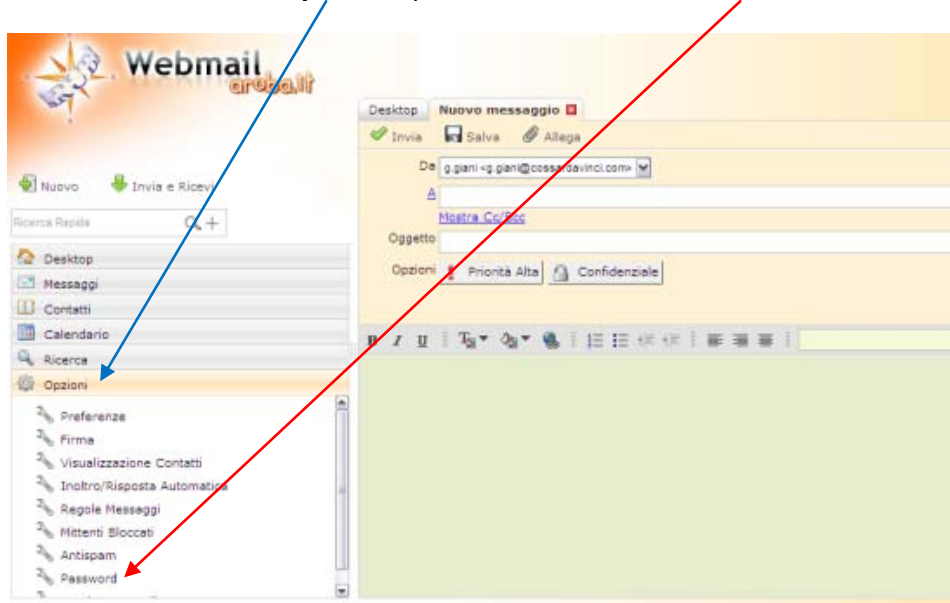 Webmail
aruba.it
Desktop Nuovo messaggio
Invia Salva Allega
Da g.giani <g.giani@cossardavinci.com>
A
Mostra Cc/Bcc
Oggetto
Opzioni Priorità Alta Confidenziale
Nuovo Invia e Ricevi
Ricerca Rapida
Desktop
Messaggi
Contatti
Calendario
Ricerca
Opzioni
B I U
Preferenze
Firma
Visualizzazione Contatti
Inoltro/Risposta Automatica
Regole Messaggi
Mittenti Bloccati
Antispam
Password